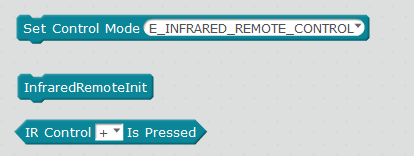 Set Control Mode E_INFRARED_REMOTE_CONTROL
InfraredRemoteInit
IR Control + Is Pressed